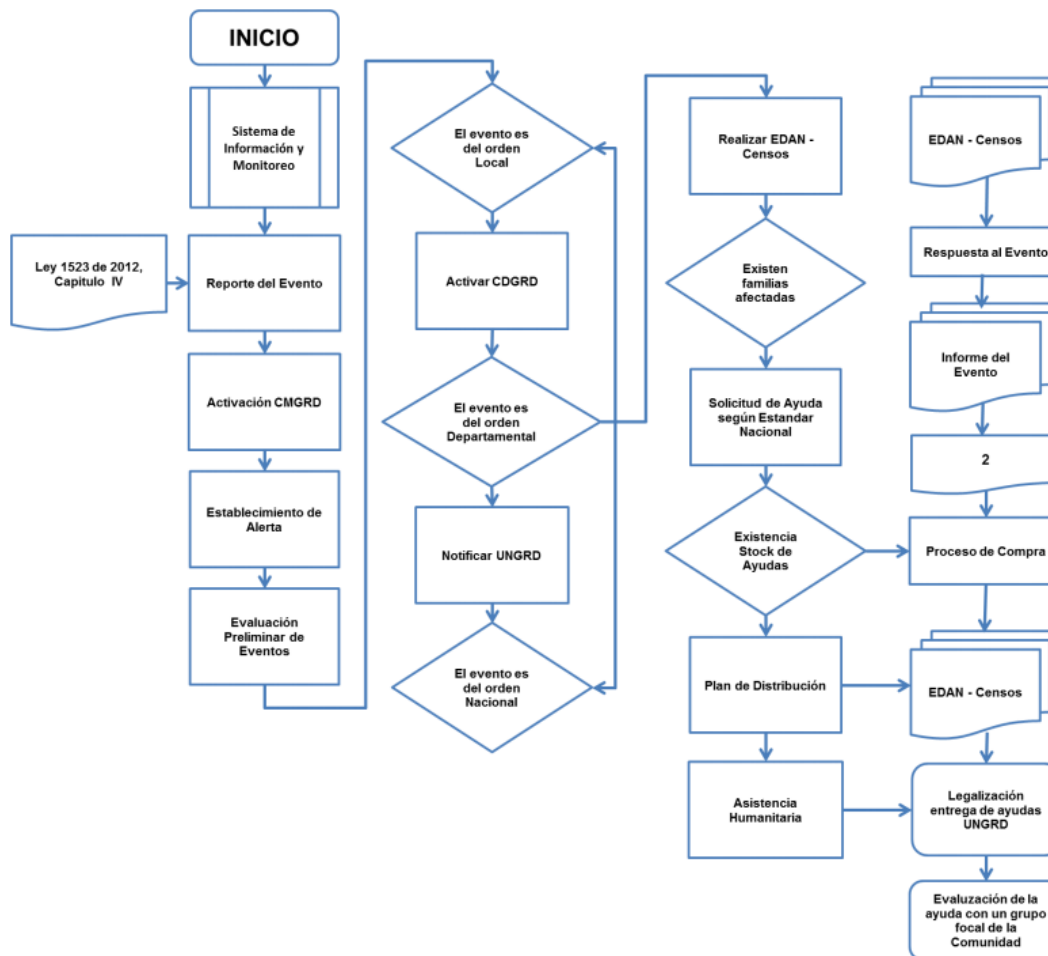 INICIO
Sistema de
Información y
Monitoreo
Ley 1523 de 2012,
Capitulo IV
Reporte del Evento
Activación CMGRD
Establecimiento de
Alerta
Evaluación
Preliminar de
Eventos
El evento es
del orden
Local
Activar CDGRD
El evento es
del orden
Departamental
Notificar UNGRD
El evento es
del orden
Nacional
Realizar EDAN -
Censos
Existen
familias
afectadas
Solicitud de Ayuda
según Estandar
Nacional
Existencia
Stock de
Ayudas
Plan de Distribución
Asistencia
Humanitaria
EDAN - Censos
Respuesta al Evento
Informe del
Evento
2
Proceso de Compra
EDAN - Censos
Legalización
entrega de ayudas
UNGRD
Evaluzación de la
ayuda con un grupo
focal de la
Comunidad